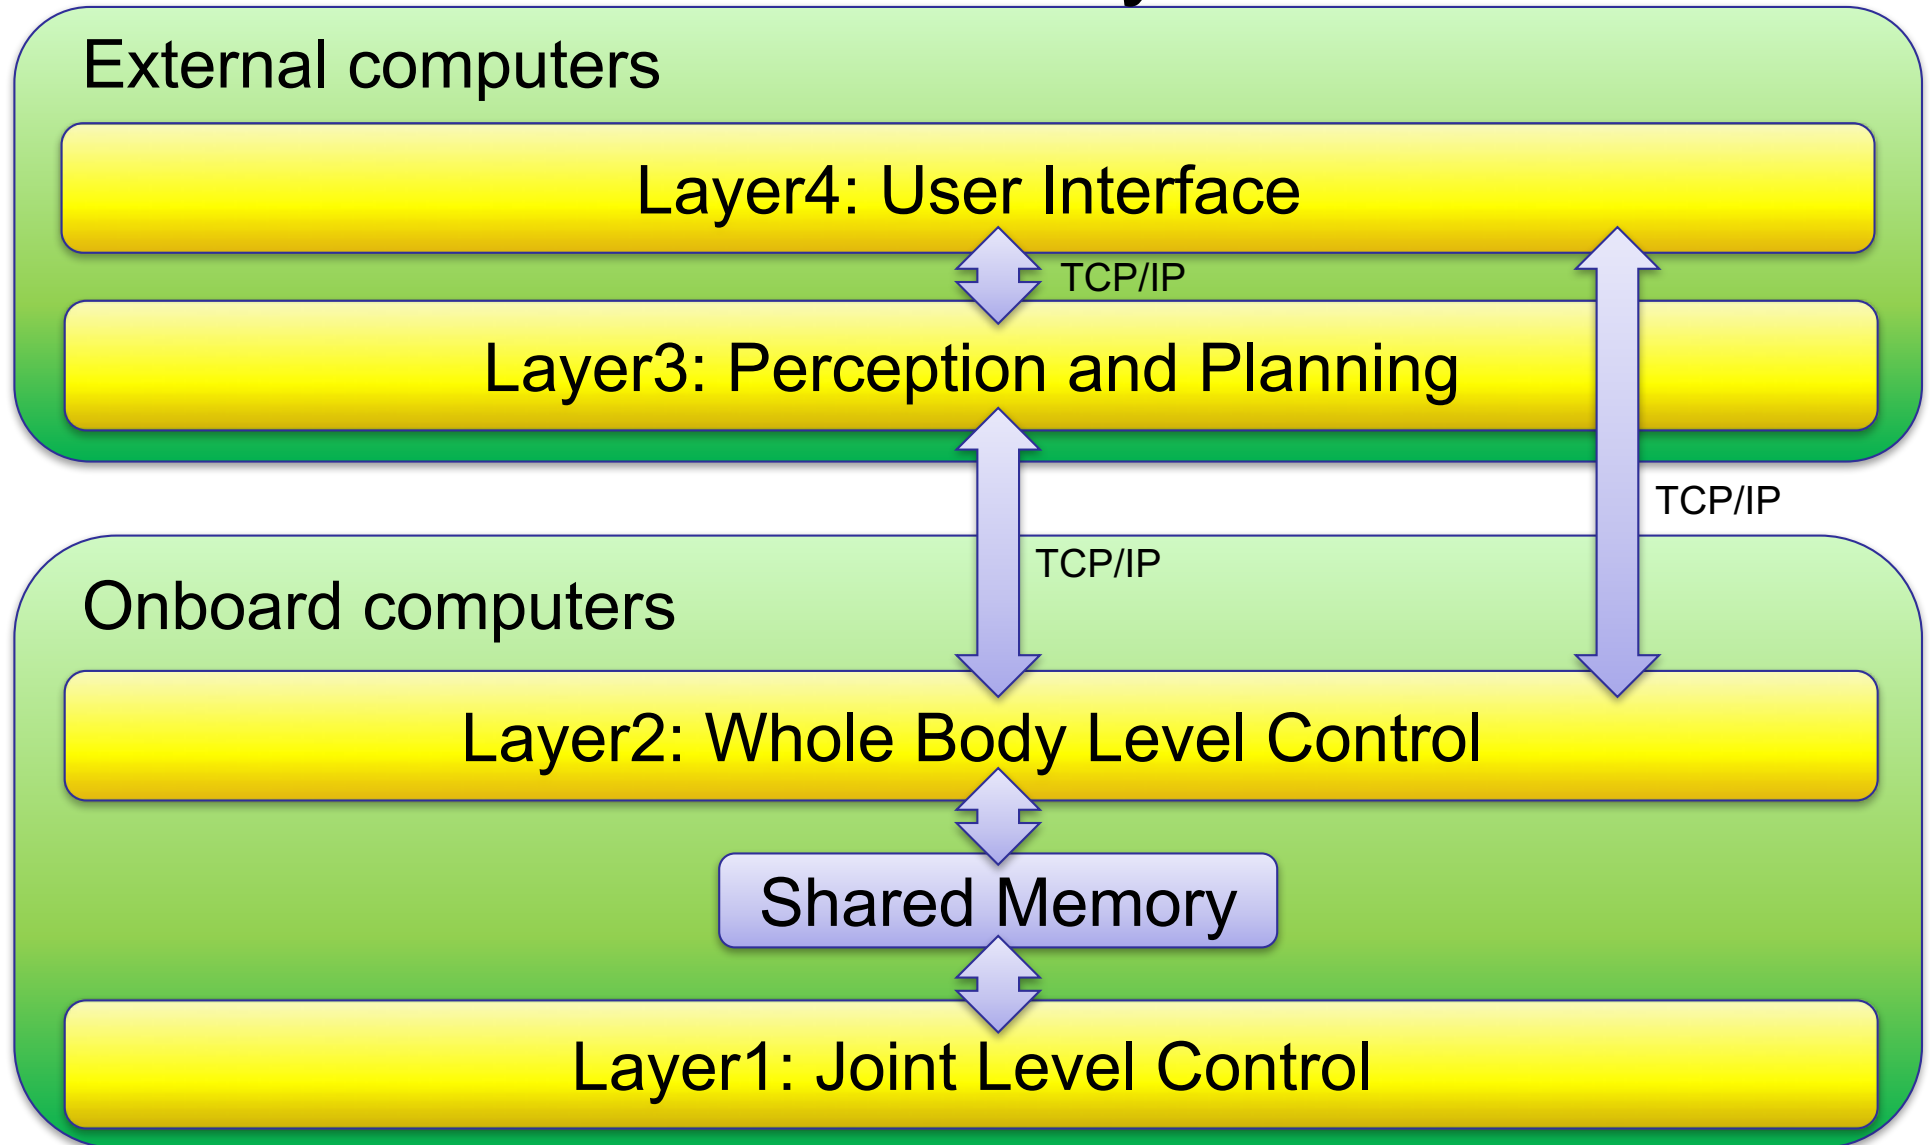 External computers
Layer4: User Interface
TCP/IP
Layer3: Perception and Planning
TCP/IP
TCP/IP
Onboard computers
Layer2: Whole Body Level Control
Shared Memory
Layer1: Joint Level Control